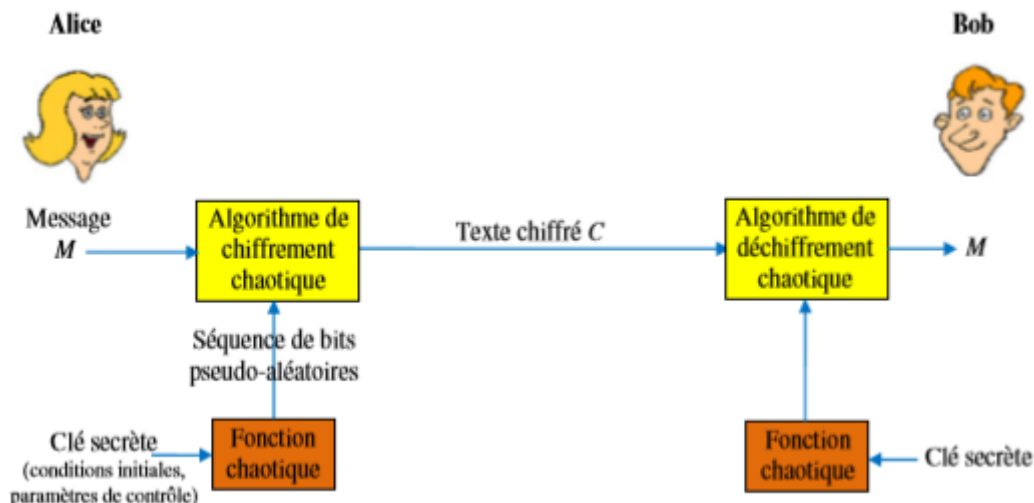 Alice
Bob
Message
M
Algorithme de
chiffrement
chaotique
Texte chiffré C
Algorithme de
déchiffrement
chaotique
M
Séquence de bits
pseudo-aléatoires
Clé secrète
(conditions initiales,
paramètres de contrôle)
Fonction
chaotique
Fonction
chaotique
Clé secrète